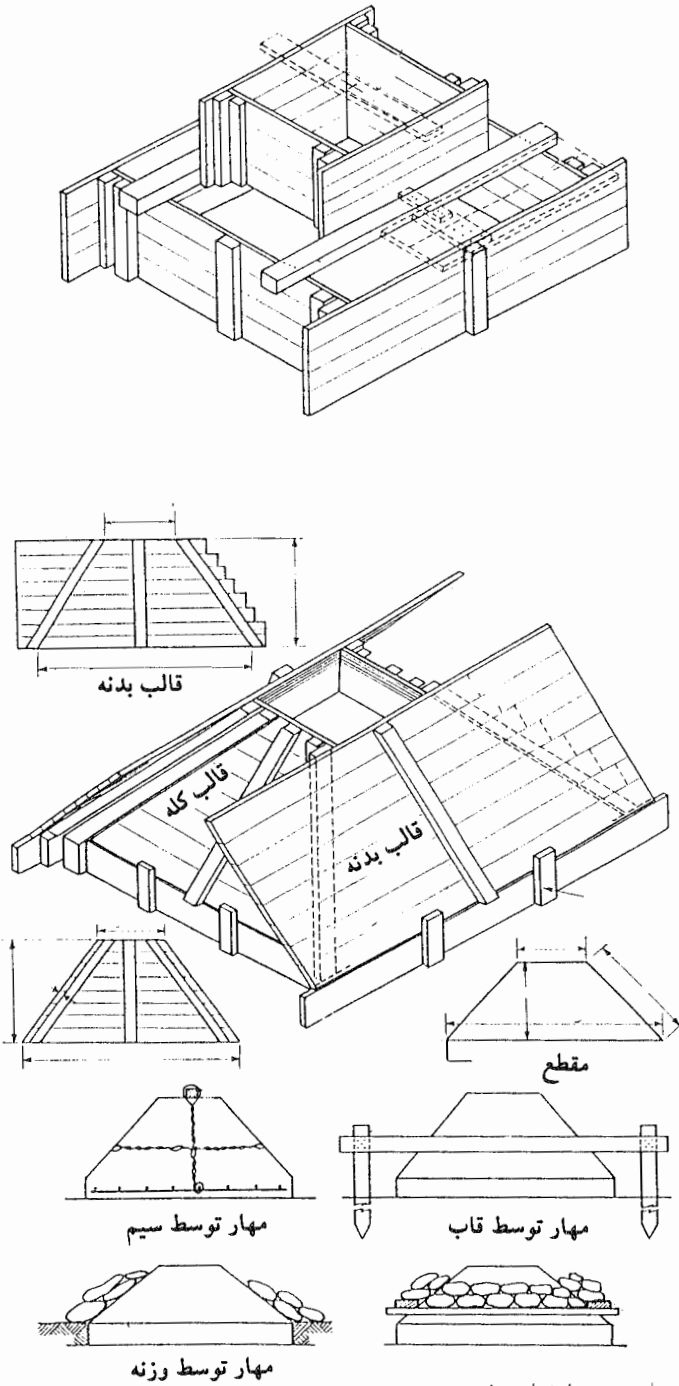 قالب بدنه
قالب کله
قالب بدنه
مقطع
مهار توسط سیم
مهار توسط قاب
مهار توسط وزنه